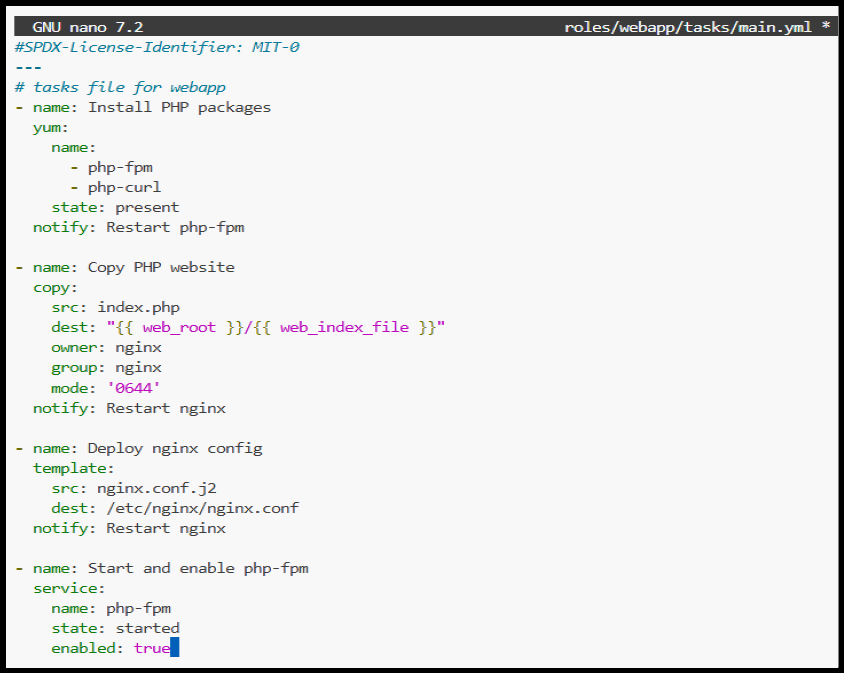 GNU nano 7.2 roles/webapp/tasks/main.yml *
#SPDX-License-Identifier: MIT-0
---
# tasks file for webapp
- name: Install PHP packages
  yum:
    name:
      - php-fpm
      - php-curl
    state: present
  notify: Restart php-fpm

- name: Copy PHP website
  copy:
    src: index.php
    dest: "{{ web_root }}/{{ web_index_file }}"
    owner: nginx
    group: nginx
    mode: '0644'
  notify: Restart nginx

- name: Deploy nginx config
  template:
    src: nginx.conf.j2
    dest: /etc/nginx/nginx.conf
  notify: Restart nginx

- name: Start and enable php-fpm
  service:
    name: php-fpm
    state: started
    enabled: true